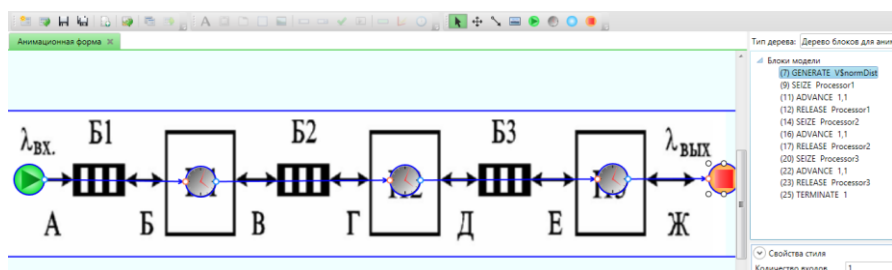 Анимационная форма
Тип дерева: Дерево блоков для аним
Блоки модели
(7) GENERATE V$normDist
(9) SEIZE Processor1
(11) ADVANCE 1,1
(12) RELEASE Processor1
(14) SEIZE Processor2
(16) ADVANCE 1,1
(17) RELEASE Processor2
(20) SEIZE Processor3
(22) ADVANCE 1,1
(23) RELEASE Processor3
(25) TERMINATE 1
λвх. Б1 Б2 Б3 λвых
А Б В Г Д Е Ж
Свойства стиля
Количество входов 1